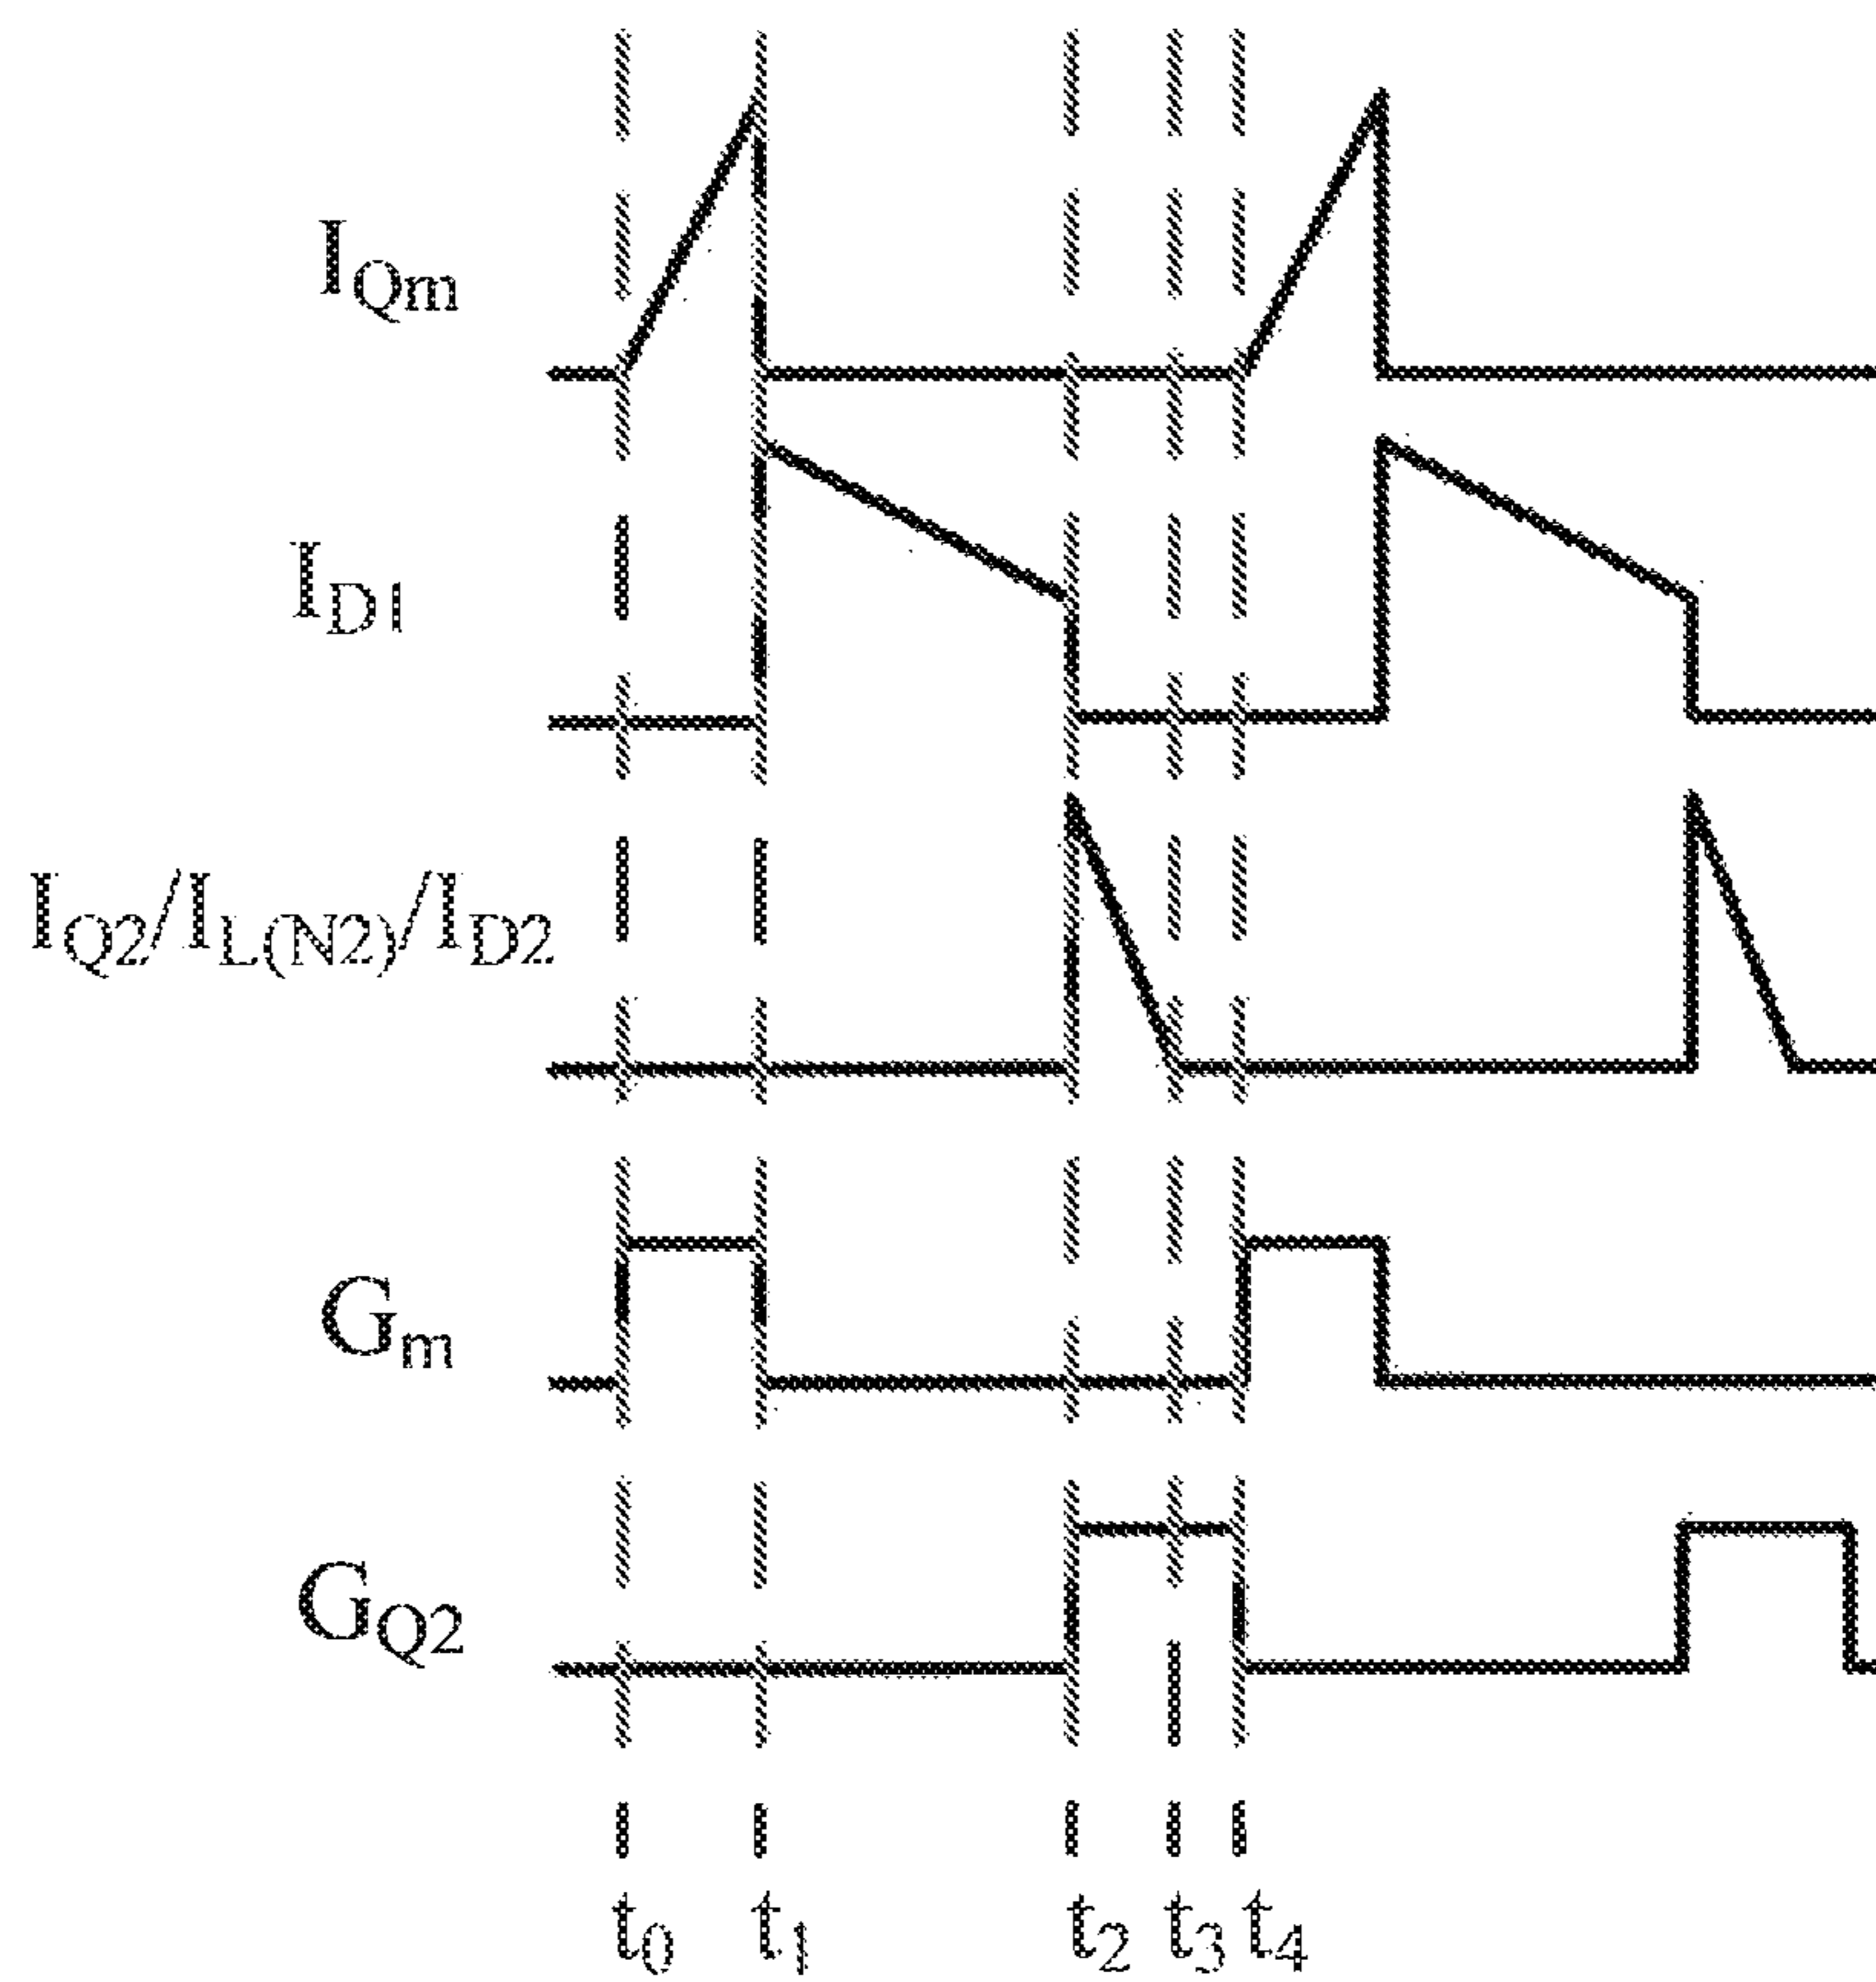 I_Qm
I_D1
I_Q2/I_L(N2)/I_D2
G_m
G_Q2
t_0 t_1 t_2 t_3 t_4